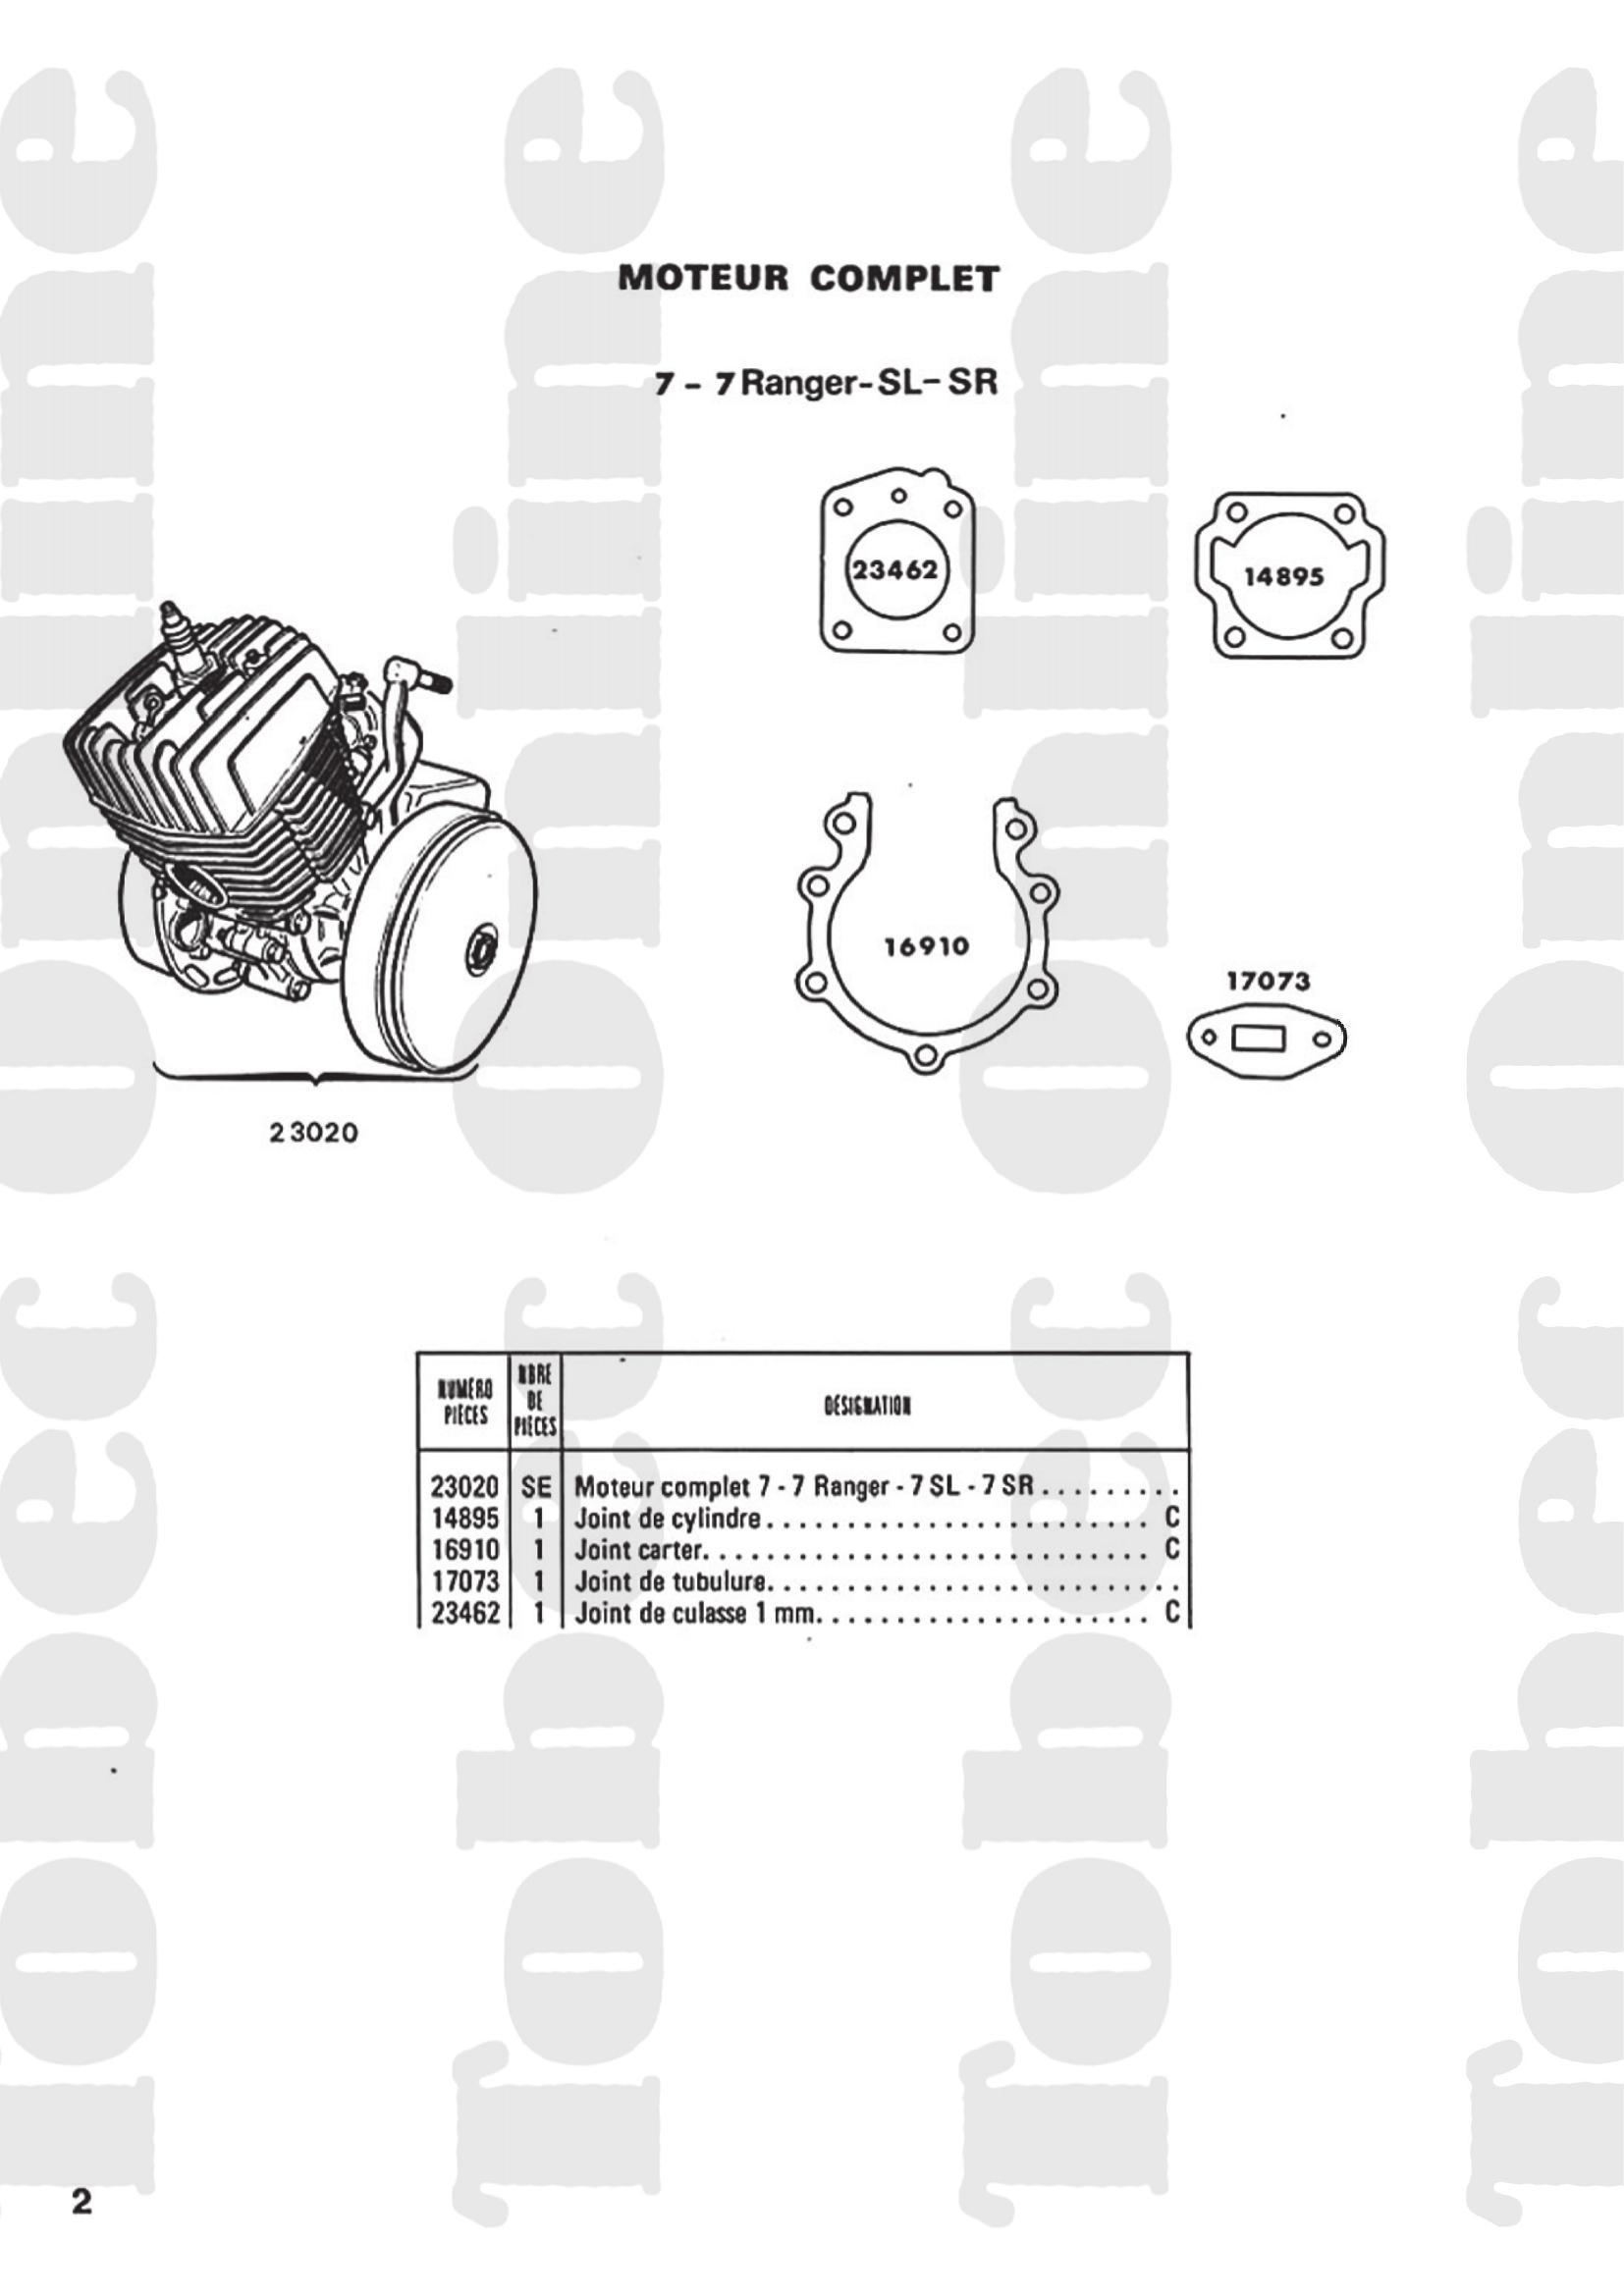 MOTEUR COMPLET
7 - 7 Ranger-SL-SR
23462
14895
16910
17073
23020
NUMÉRO PIÈCES
NBRE DE PIÈCES
DÉSIGNATION
23020 SE Moteur complet 7 - 7 Ranger - 7 SL - 7 SR . . . . . . . . .
14895 1 Joint de cylindre . . . . . . . . . . . . . . . . . . . . . . . . C
16910 1 Joint carter. . . . . . . . . . . . . . . . . . . . . . . . . . . . C
17073 1 Joint de tubulure. . . . . . . . . . . . . . . . . . . . . . . . . .
23462 1 Joint de culasse 1 mm. . . . . . . . . . . . . . . . . . . . . C
2